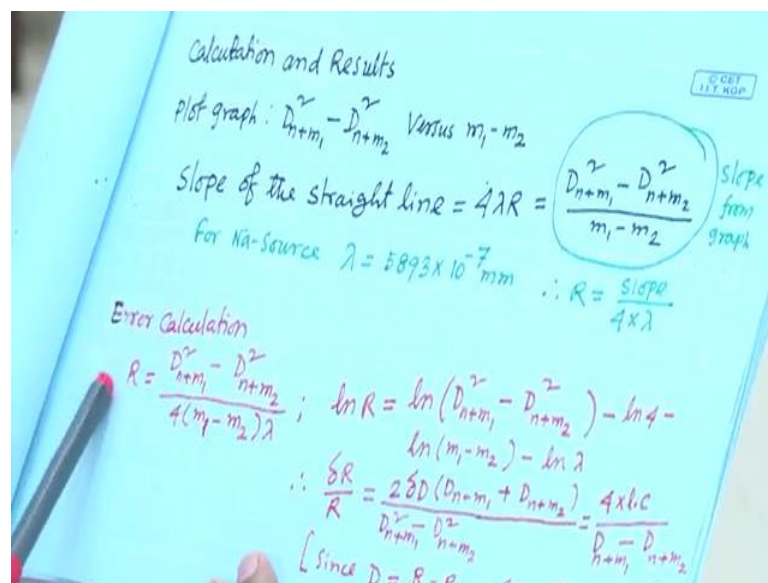 Calculation and Results
© CET
I.I.T. KGP
Plot graph : D²ₙ₊ₘ₁ - D²ₙ₊ₘ₂ Versus m₁-m₂
Slope of the straight line = 4λR = (D²ₙ₊ₘ₁ - D²ₙ₊ₘ₂) / (m₁-m₂) slope from graph
For Na-source λ = 5893×10⁻⁷ mm ∴ R = slope / (4×λ)
Error Calculation
R = (D²ₙ₊ₘ₁ - D²ₙ₊ₘ₂) / (4(m₁-m₂)λ) ; ln R = ln(D²ₙ₊ₘ₁ - D²ₙ₊ₘ₂) - ln 4 -
ln(m₁-m₂) - ln λ
∴ δR/R = 2δD(Dₙ₊ₘ₁ + Dₙ₊ₘ₂) / (D²ₙ₊ₘ₁ - D²ₙ₊ₘ₂) = 4×l.c / (Dₙ₊ₘ₁ - Dₙ₊ₘ₂)
[Since D =